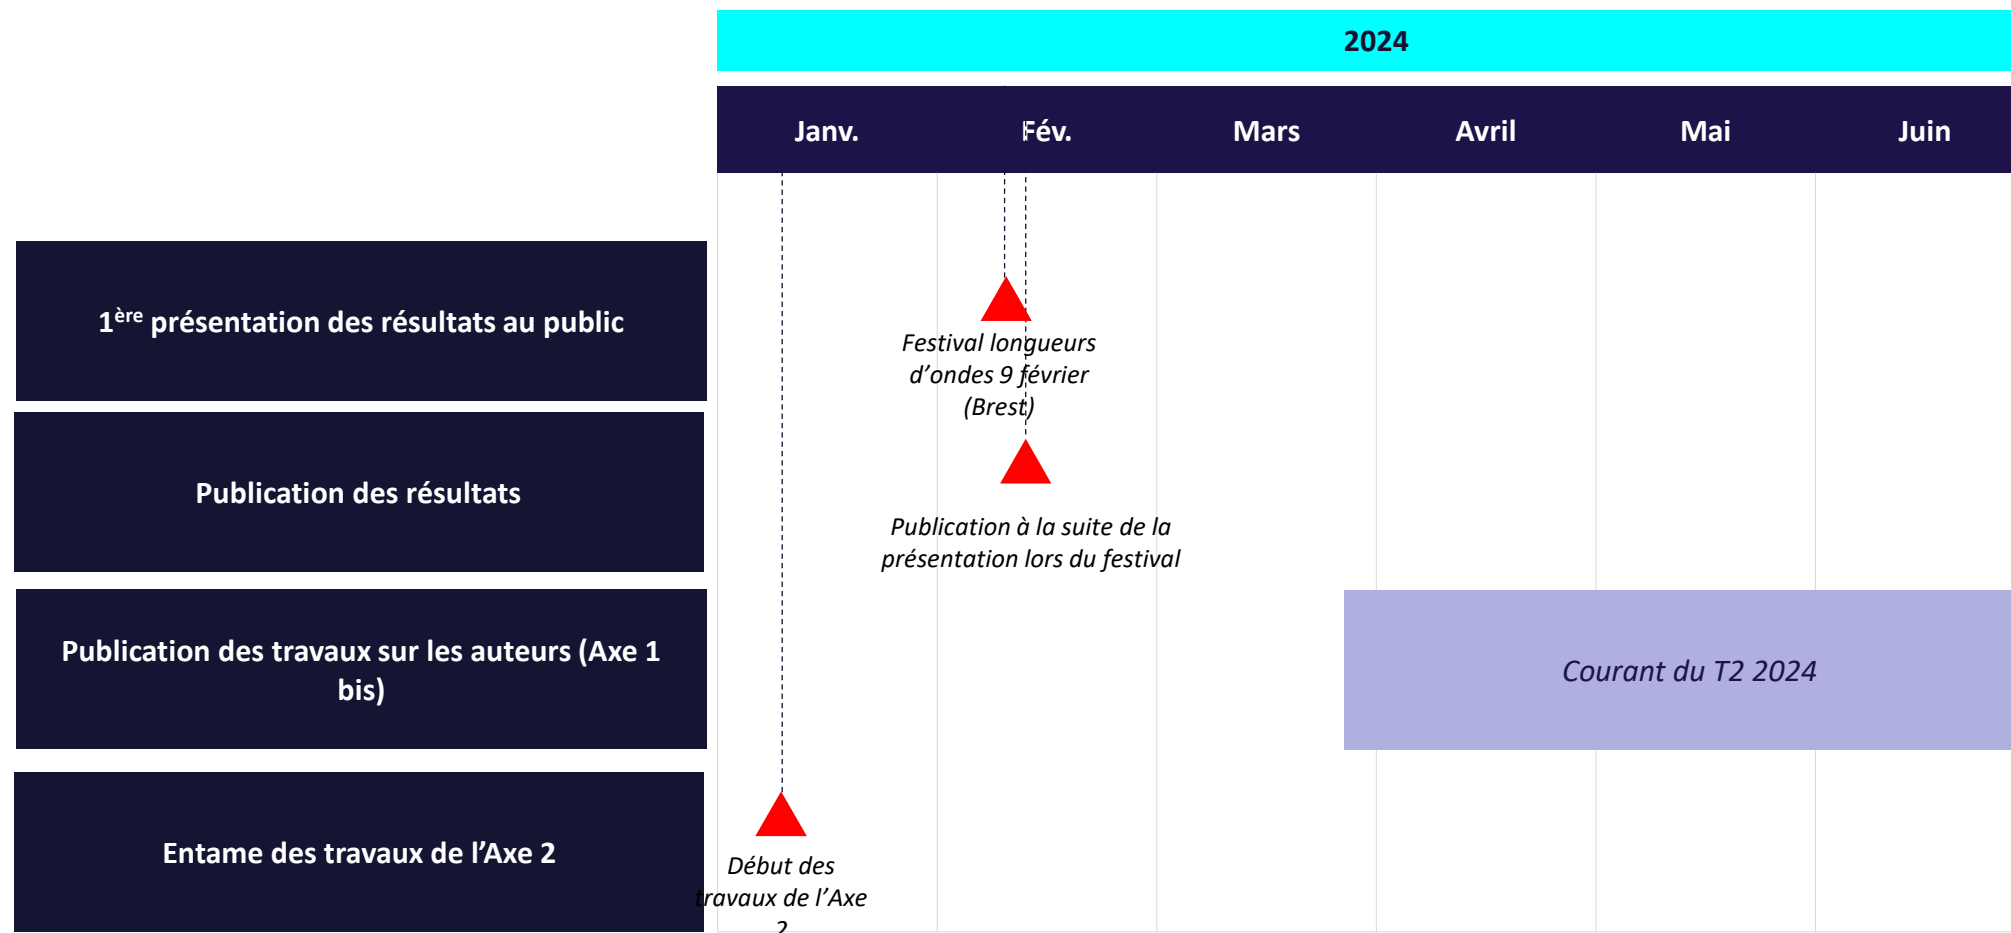 2024
Janv.
Fév.
Mars
Avril
Mai
Juin
1ère présentation des résultats au public
Festival longueurs
d’ondes 9 février
(Brest)
Publication des résultats
Publication à la suite de la
présentation lors du festival
Publication des travaux sur les auteurs (Axe 1
bis)
Courant du T2 2024
Entame des travaux de l’Axe 2
Début des
travaux de l’Axe
2